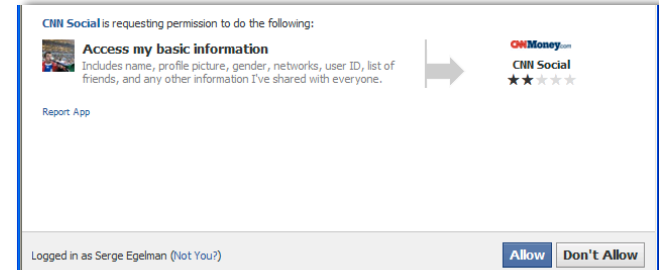 CNN Social is requesting permission to do the following:
Access my basic information
Includes name, profile picture, gender, networks, user ID, list of
friends, and any other information I've shared with everyone.
CNNMoney.com
CNN Social
Report App
Logged in as Serge Egelman (Not You?)
Allow
Don't Allow